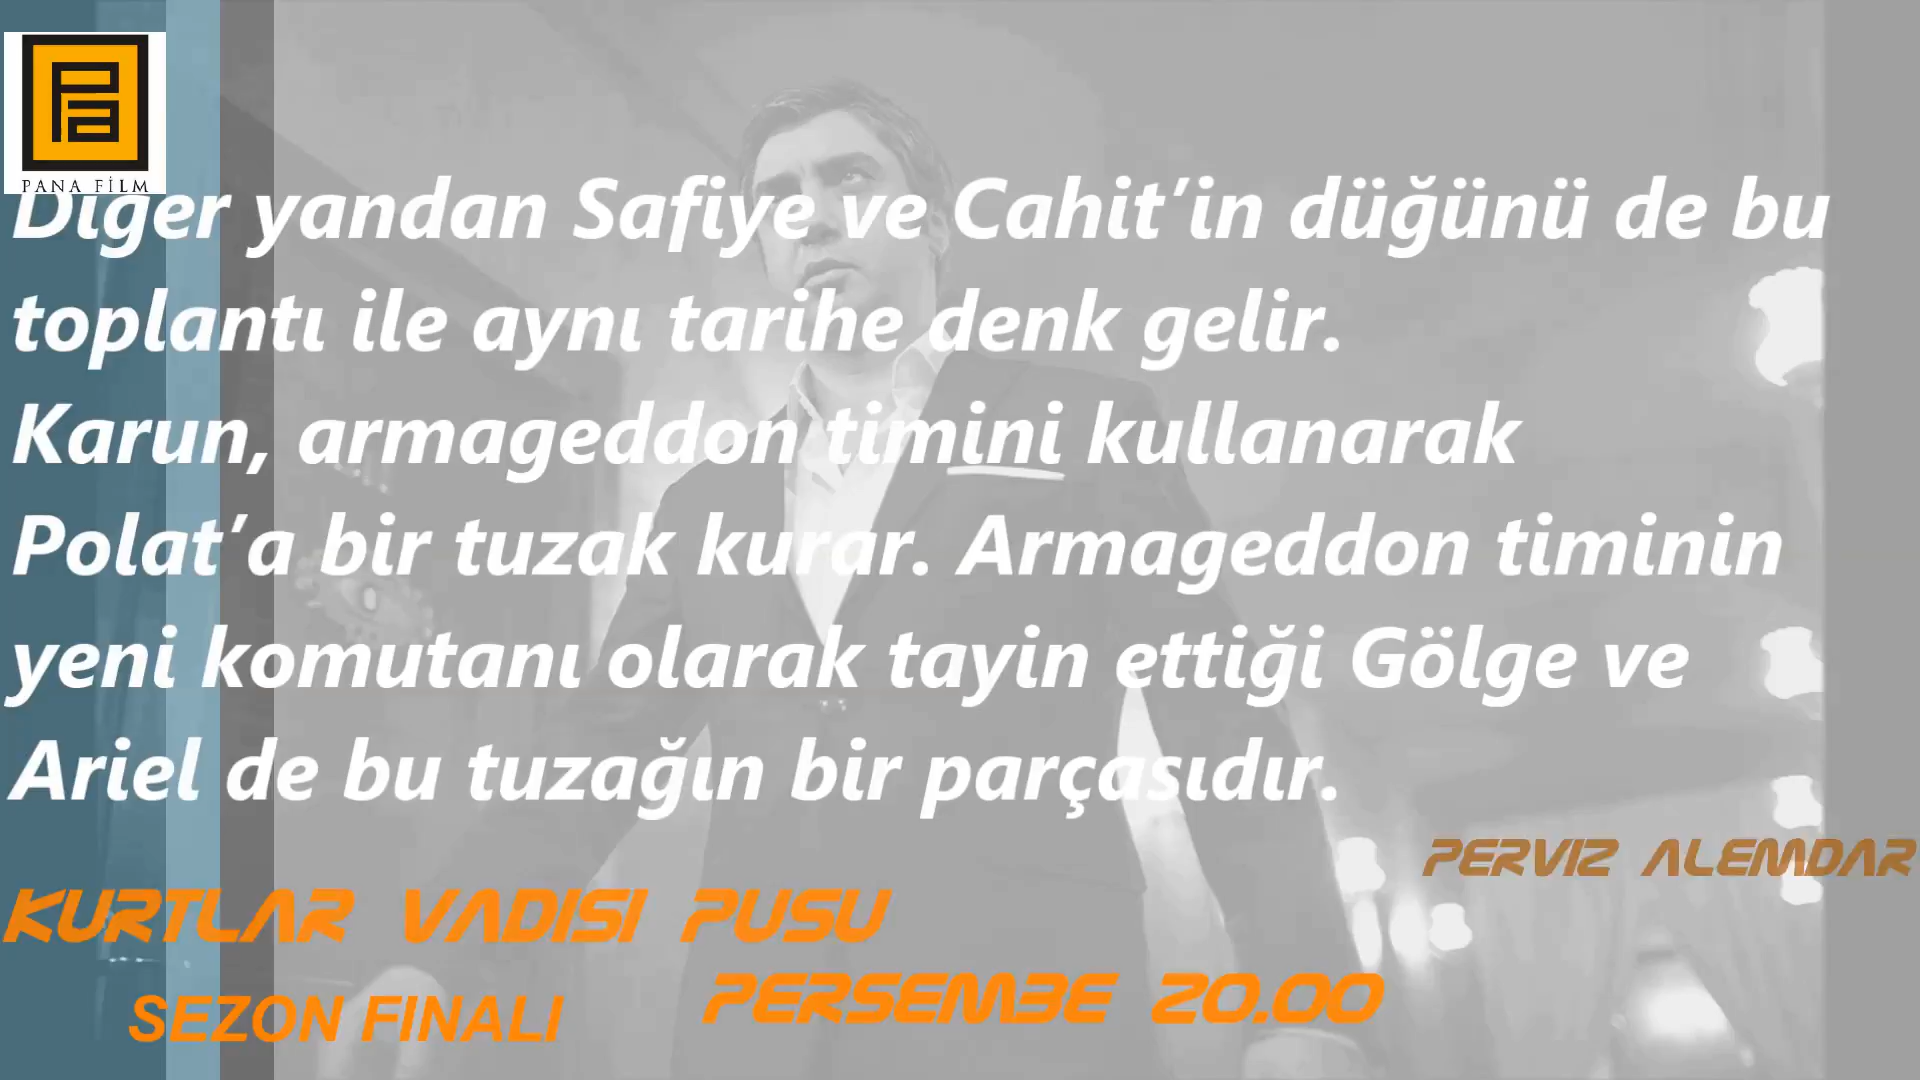 PANA FİLM
Diğer yandan Safiye ve Cahit'in düğünü de bu
toplantı ile aynı tarihe denk gelir.
Karun, armageddon timini kullanarak
Polat'a bir tuzak kurar. Armageddon timinin
yeni komutanı olarak tayin ettiği Gölge ve
Ariel de bu tuzağın bir parçasıdır.
PERVIZ ALEMDAR
KURTLAR VADISI PUSU
PERSEMBE 20.00
SEZON FINALI